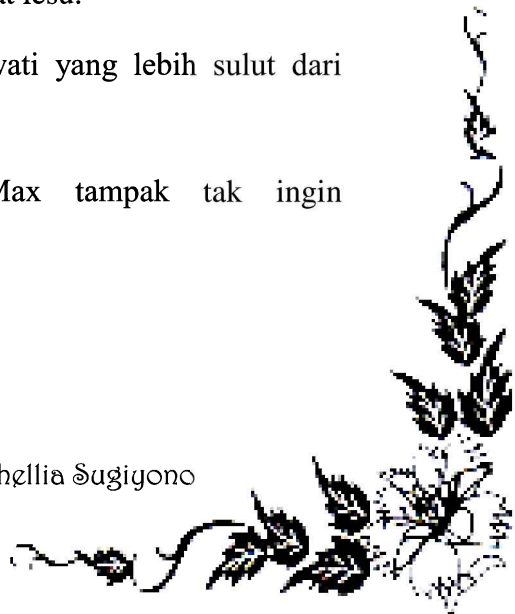 at lesu.
yati yang lebih sulut dari
Max tampak tak ingin
hellia Sugiyono